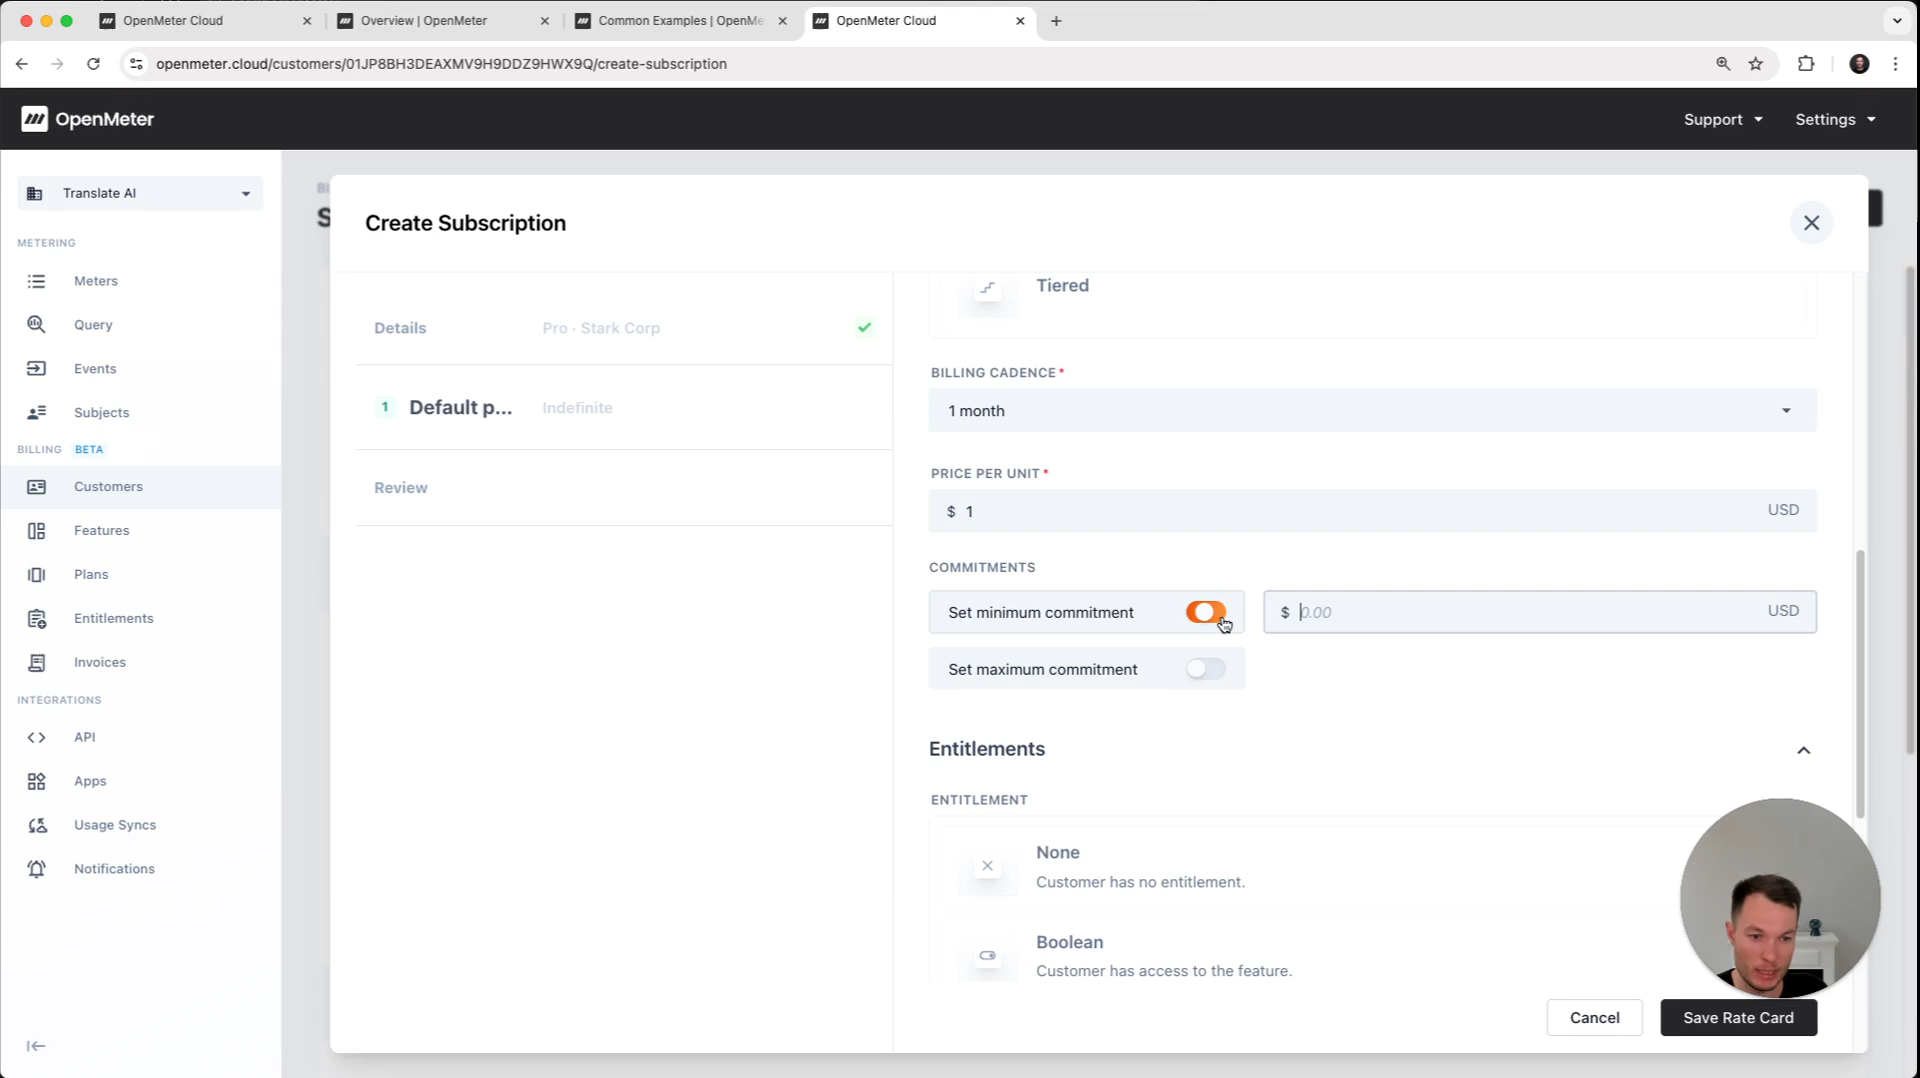 OpenMeter Cloud
Overview | OpenMeter
Common Examples | OpenMe
OpenMeter Cloud
openmeter.cloud/customers/01JP8BH3DEAXMV9H9DDZ9HWX9Q/create-subscription
OpenMeter
Support
Settings
Translate AI
METERING
Meters
Query
Events
Subjects
BILLING BETA
Customers
Features
Plans
Entitlements
Invoices
INTEGRATIONS
API
Apps
Usage Syncs
Notifications
Create Subscription
Details Pro · Stark Corp
1 Default p... Indefinite
Review
Tiered
BILLING CADENCE*
1 month
PRICE PER UNIT*
$ 1 USD
COMMITMENTS
Set minimum commitment $ 0.00 USD
Set maximum commitment
Entitlements
ENTITLEMENT
None
Customer has no entitlement.
Boolean
Customer has access to the feature.
Cancel Save Rate Card